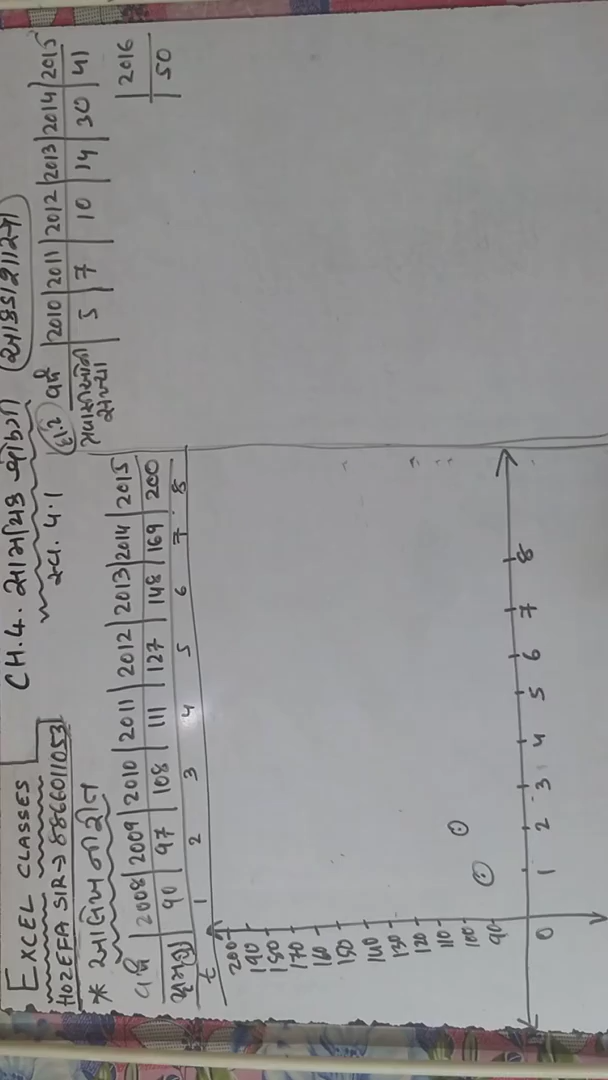 EXCEL CLASSES
HOZEFA SIR → 8866011053
CH.4. સામયિક શ્રેણી (આંકડાશાસ્ત્ર)
સ્વા. 4.1
* આલેખની રીત
વર્ષ 2008 2009 2010 2011 2012 2013 2014 2015
90 97 108 111 127 148 169 200
t 1 2 3 4 5 6 7 8
વર્ષ 2010 2011 2012 2013 2014 2015
સંખ્યા 5 7 10 14 30 41
2016
50
200
190
180
170
160
150
140
130
120
110
100
90
0 1 2 3 4 5 6 7 8